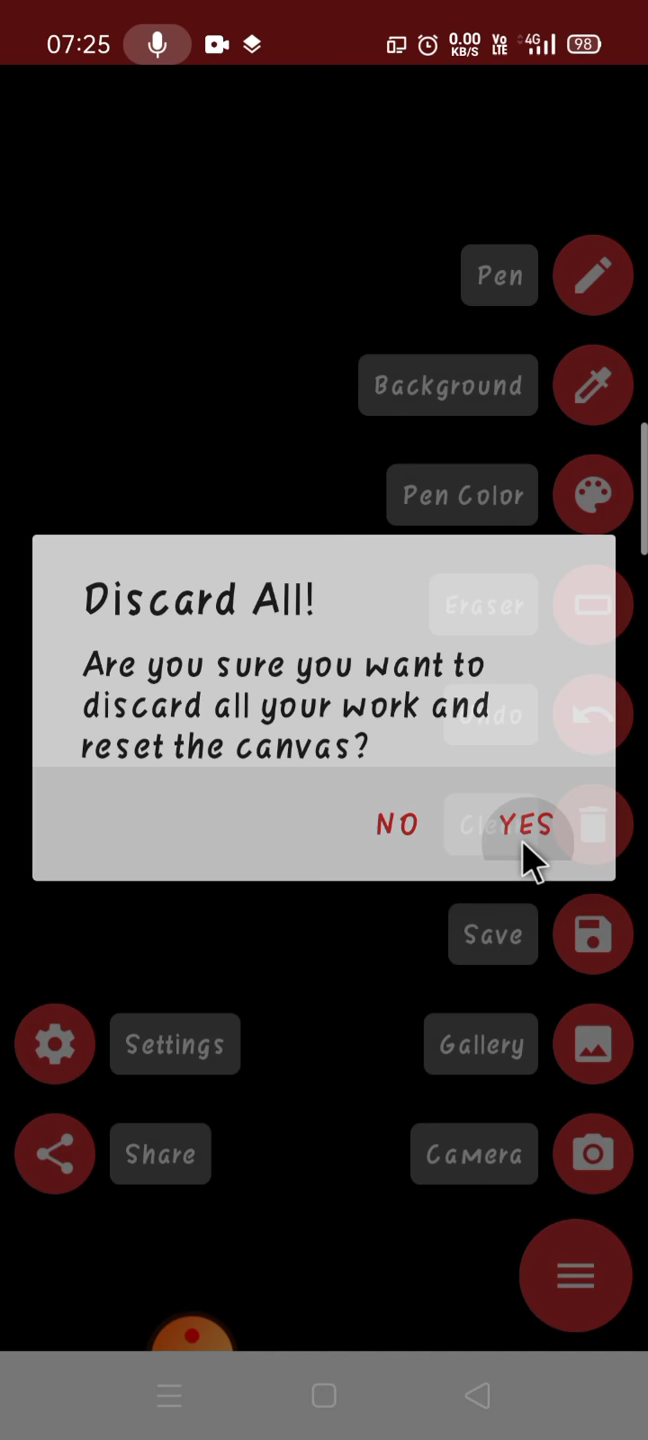 07:25
0.00
KB/S
Vo
LTE
4G
98
Pen
Background
Pen Color
Discard All!
Eraser
Are you sure you want to
discard all your work and
reset the canvas?
Undo
NO
YES
Save
Settings
Gallery
Share
Camera